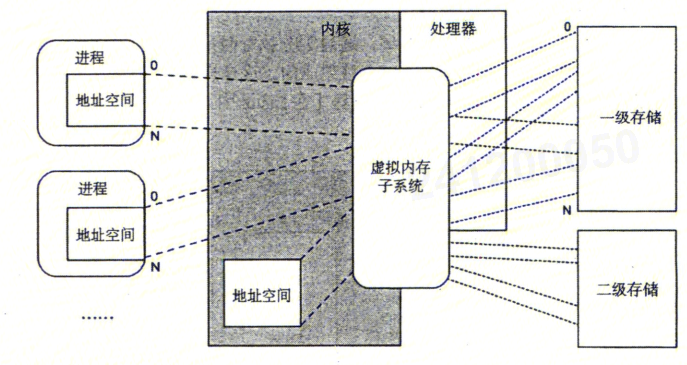 内核
处理器
进程
地址空间
0
N
进程
地址空间
0
N
......
地址空间
虚拟内存
子系统
0
一级存储
N
二级存储